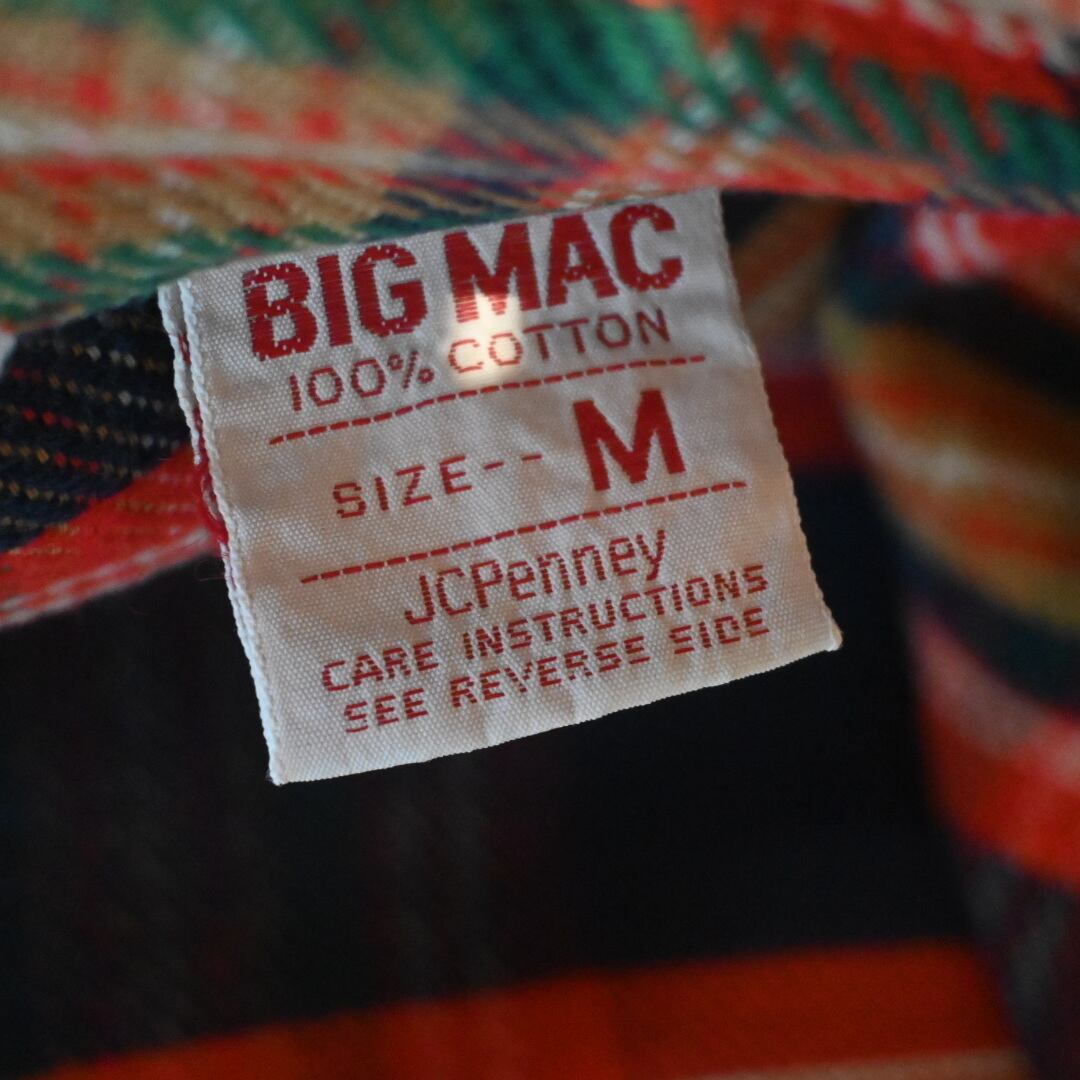 BIG MAC
100% COTTON
SIZE-- M
JCPenney
CARE INSTRUCTIONS
SEE REVERSE SIDE